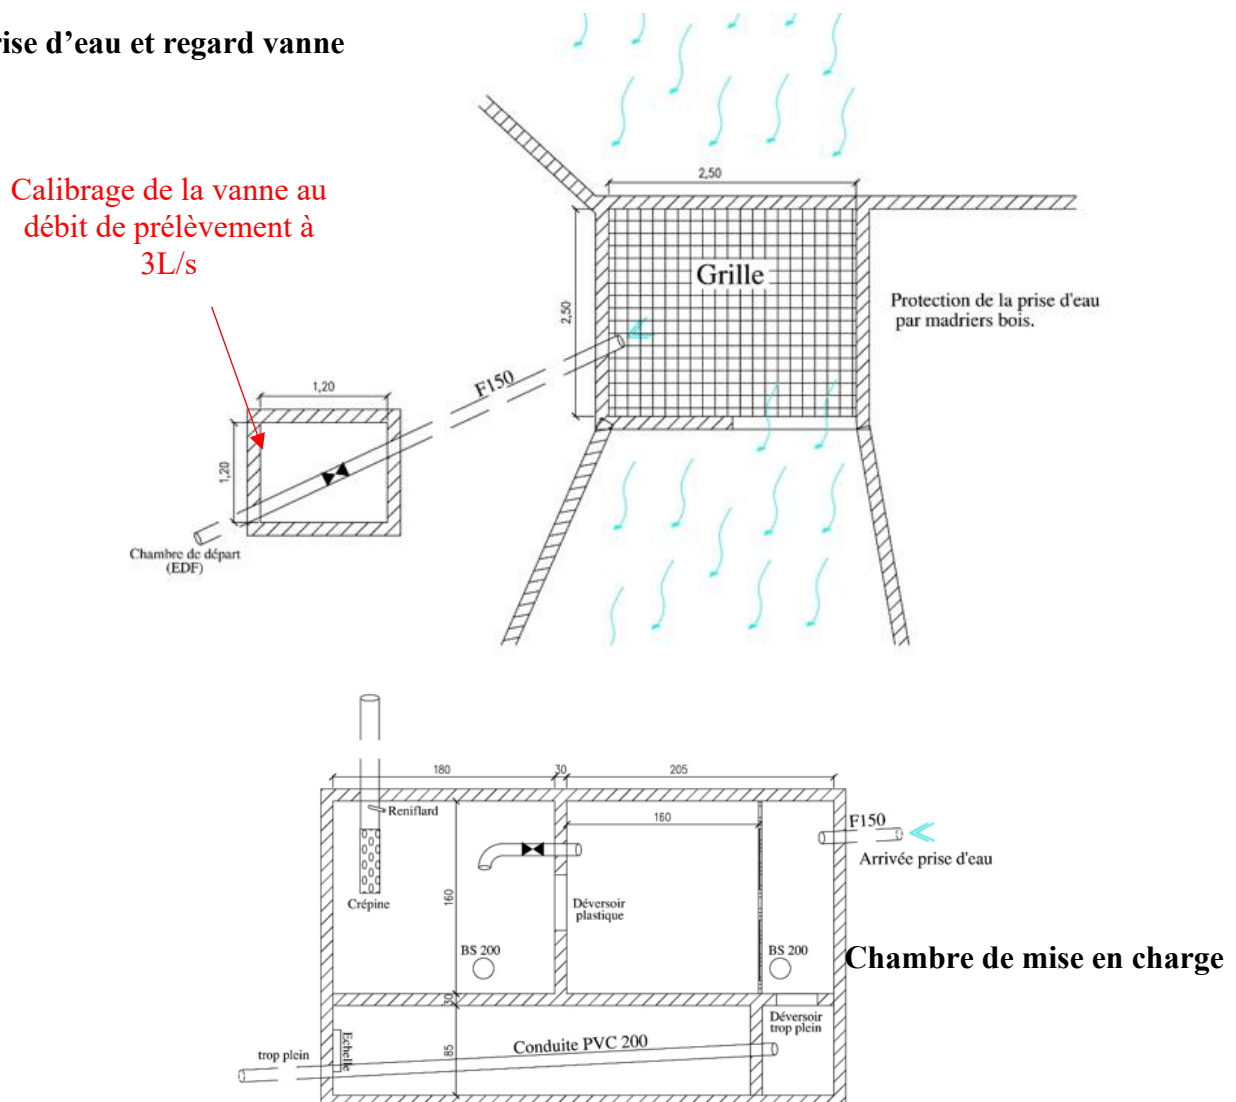 rise d’eau et regard vanne
Calibrage de la vanne au
débit de prélèvement à
3L/s
2,50
2,50
Grille
Protection de la prise d'eau
par madriers bois.
F150
1,20
1,20
Chambre de départ
(EDF)
180
30
205
Reniflard
160
F150
Arrivée prise d'eau
Crépine
160
Déversoir
plastique
BS 200
BS 200
Chambre de mise en charge
30
Déversoir
trop plein
Echelle
85
Conduite PVC 200
trop plein